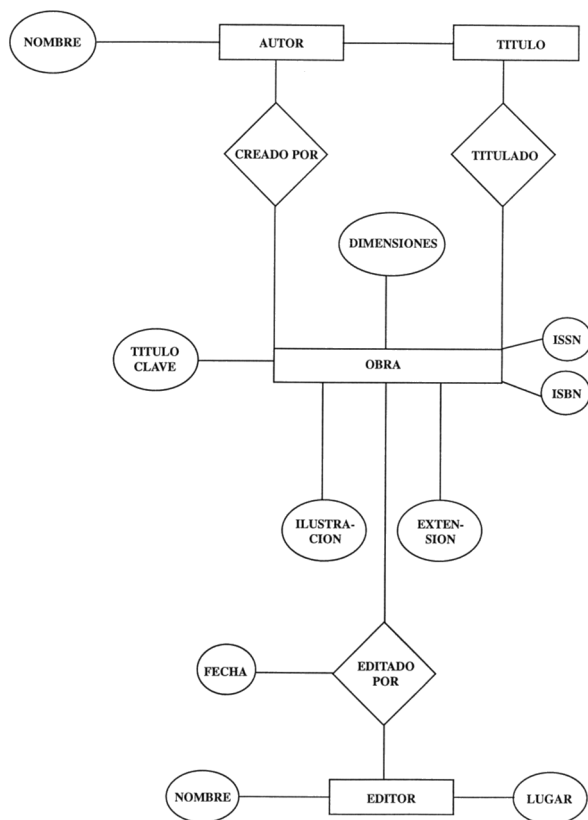 NOMBRE
AUTOR
TITULO
CREADO POR
TITULADO
DIMENSIONES
ISSN
TITULO
CLAVE
OBRA
ISBN
ILUSTRA-
CION
EXTEN-
SION
FECHA
EDITADO
POR
NOMBRE
EDITOR
LUGAR